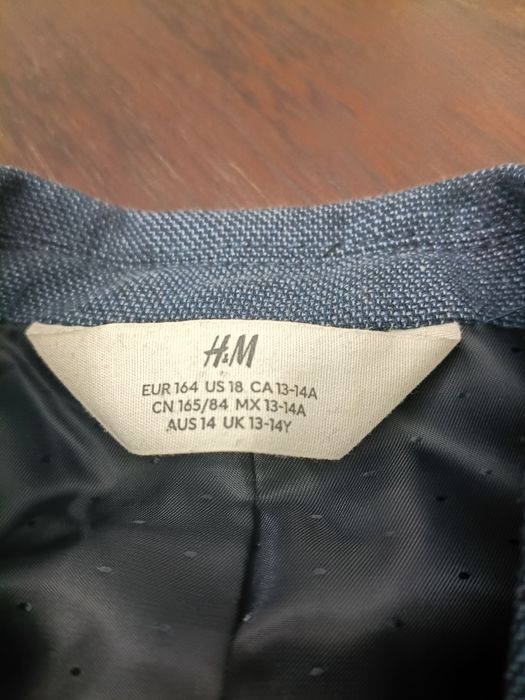 H&M
EUR 164 US 18 CA 13-14A
CN 165/84 MX 13-14A
AUS 14 UK 13-14Y